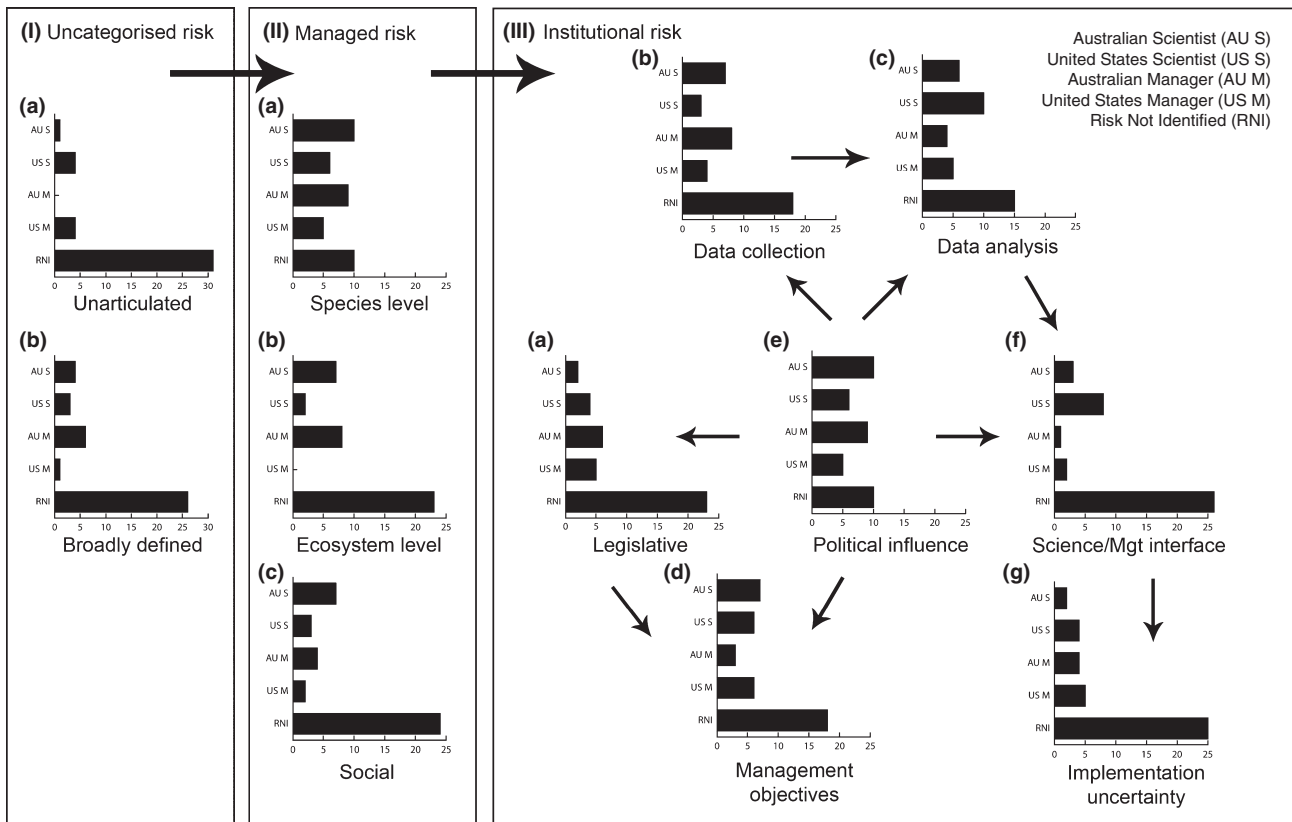 (I) Uncategorised risk
(a)
AU S
US S
AU M
US M
RNI
0 5 10 15 20 25 30
Unarticulated
(b)
AU S
US S
AU M
US M
RNI
0 5 10 15 20 25 30
Broadly defined
(II) Managed risk
(a)
AU S
US S
AU M
US M
RNI
0 5 10 15 20 25
Species level
(b)
AU S
US S
AU M
US M
RNI
0 5 10 15 20 25
Ecosystem level
(c)
AU S
US S
AU M
US M
RNI
0 5 10 15 20 25
Social
(III) Institutional risk
Australian Scientist (AU S)
United States Scientist (US S)
Australian Manager (AU M)
United States Manager (US M)
Risk Not Identified (RNI)
(b)
AU S
US S
AU M
US M
RNI
0 5 10 15 20 25
Data collection
(c)
AU S
US S
AU M
US M
RNI
0 5 10 15 20 25
Data analysis
(a)
AU S
US S
AU M
US M
RNI
0 5 10 15 20 25
Legislative
(e)
AU S
US S
AU M
US M
RNI
0 5 10 15 20 25
Political influence
(f)
AU S
US S
AU M
US M
RNI
0 5 10 15 20 25
Science/Mgt interface
(d)
AU S
US S
AU M
US M
RNI
0 5 10 15 20 25
Management
objectives
(g)
AU S
US S
AU M
US M
RNI
0 5 10 15 20 25
Implementation
uncertainty